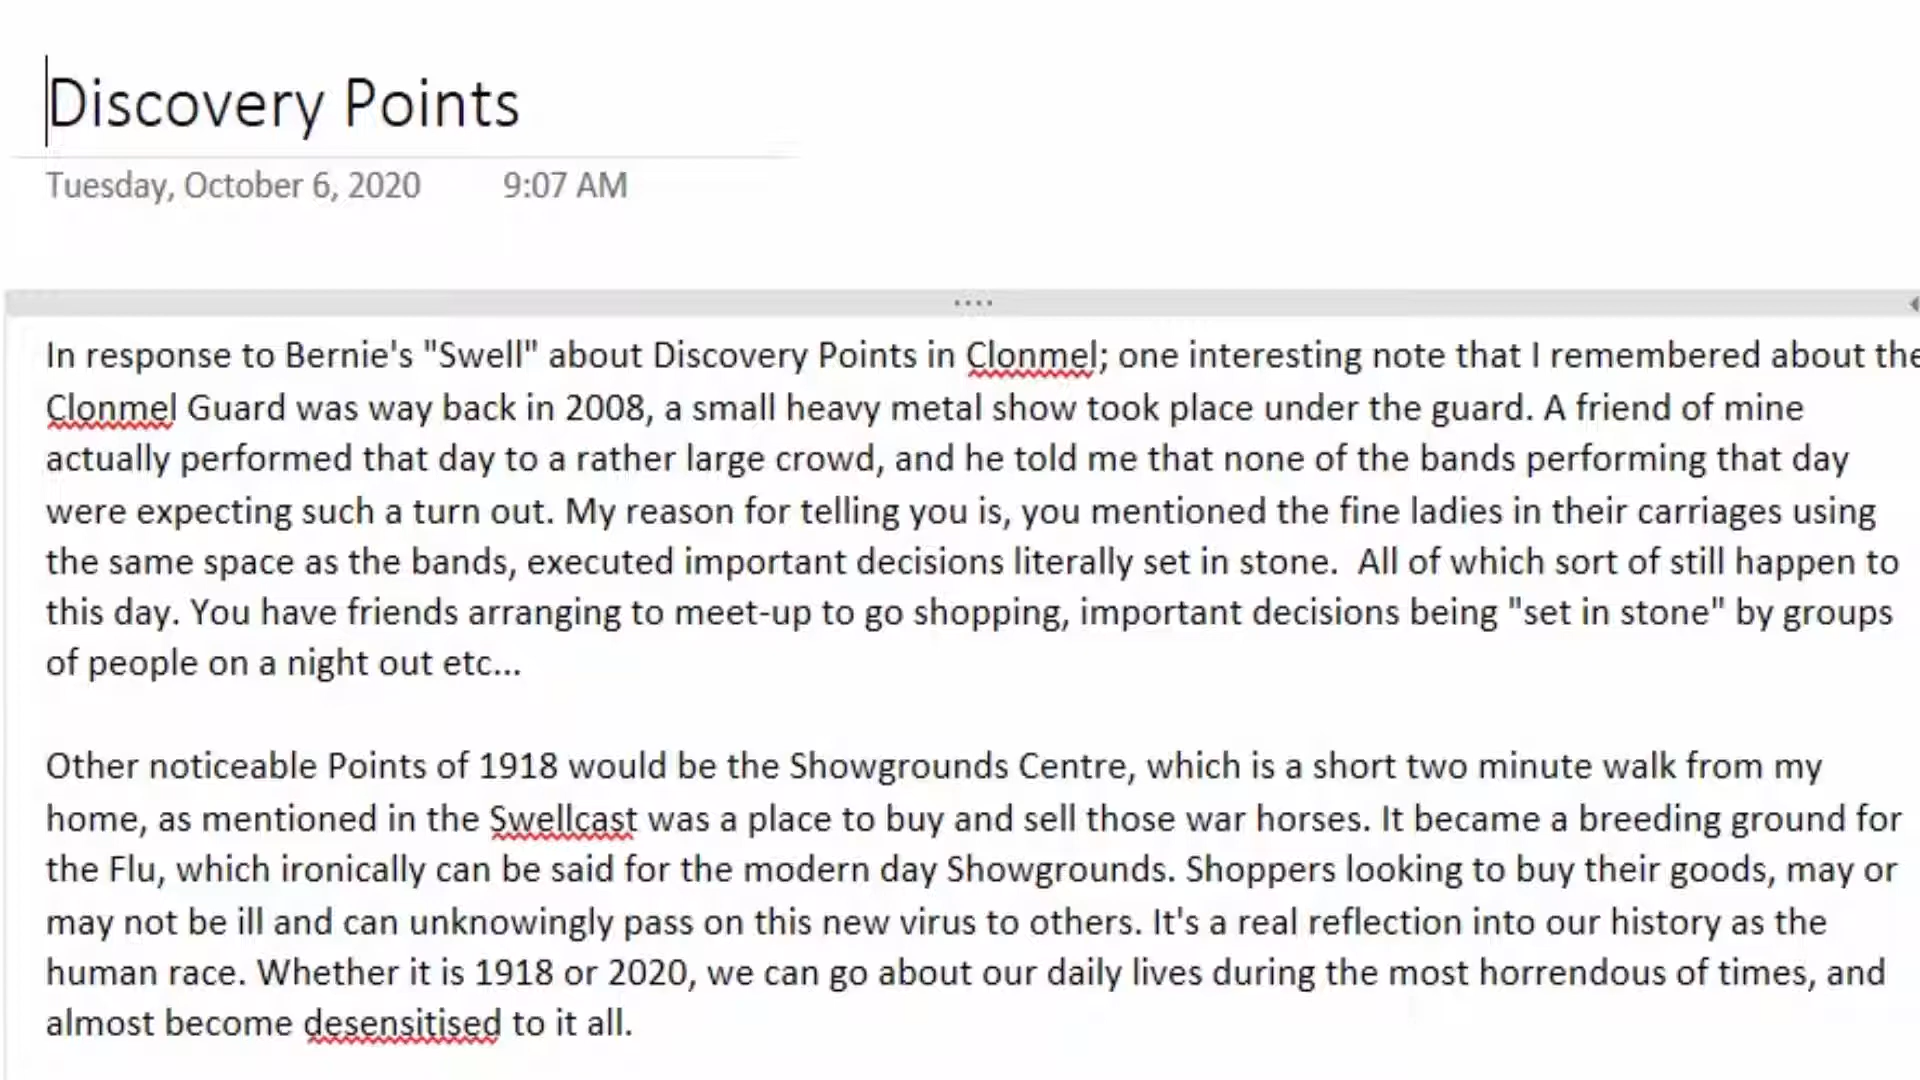 Discovery Points
Tuesday, October 6, 2020 9:07 AM
In response to Bernie's "Swell" about Discovery Points in Clonmel; one interesting note that I remembered about the
Clonmel Guard was way back in 2008, a small heavy metal show took place under the guard. A friend of mine
actually performed that day to a rather large crowd, and he told me that none of the bands performing that day
were expecting such a turn out. My reason for telling you is, you mentioned the fine ladies in their carriages using
the same space as the bands, executed important decisions literally set in stone.  All of which sort of still happen to
this day. You have friends arranging to meet-up to go shopping, important decisions being "set in stone" by groups
of people on a night out etc...
Other noticeable Points of 1918 would be the Showgrounds Centre, which is a short two minute walk from my
home, as mentioned in the Swellcast was a place to buy and sell those war horses. It became a breeding ground for
the Flu, which ironically can be said for the modern day Showgrounds. Shoppers looking to buy their goods, may or
may not be ill and can unknowingly pass on this new virus to others. It's a real reflection into our history as the
human race. Whether it is 1918 or 2020, we can go about our daily lives during the most horrendous of times, and
almost become desensitised to it all.